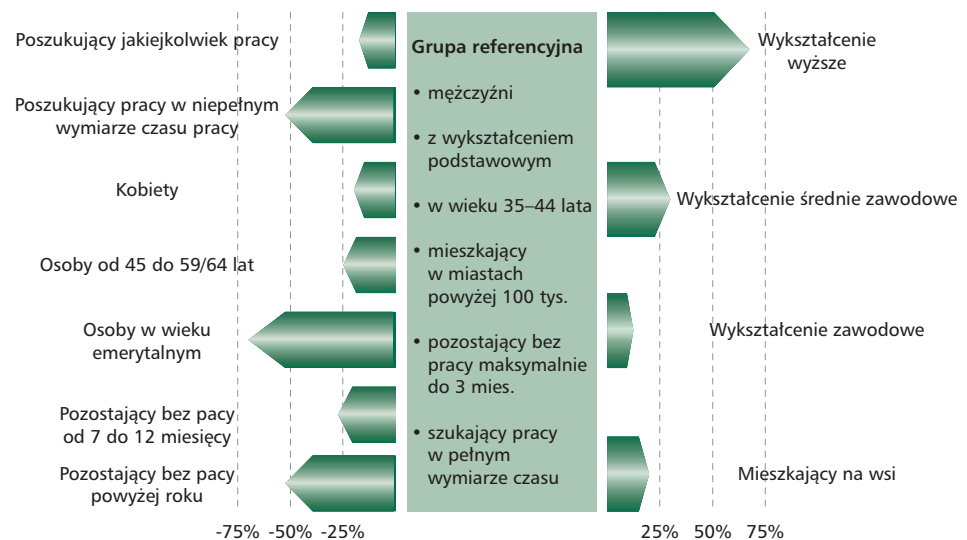 Poszukujący jakiejkolwiek pracy
Poszukujący pracy w niepełnym
wymiarze czasu pracy
Kobiety
Osoby od 45 do 59/64 lat
Osoby w wieku
emerytalnym
Pozostający bez pacy
od 7 do 12 miesięcy
Pozostający bez pacy
powyżej roku
-75% -50% -25%
Grupa referencyjna
• mężczyźni
• z wykształceniem
podstawowym
• w wieku 35–44 lata
• mieszkający
w miastach
powyżej 100 tys.
• pozostający bez
pracy maksymalnie
do 3 mies.
• szukający pracy
w pełnym
wymiarze czasu
Wykształcenie
wyższe
Wykształcenie średnie zawodowe
Wykształcenie zawodowe
Mieszkający na wsi
25% 50% 75%